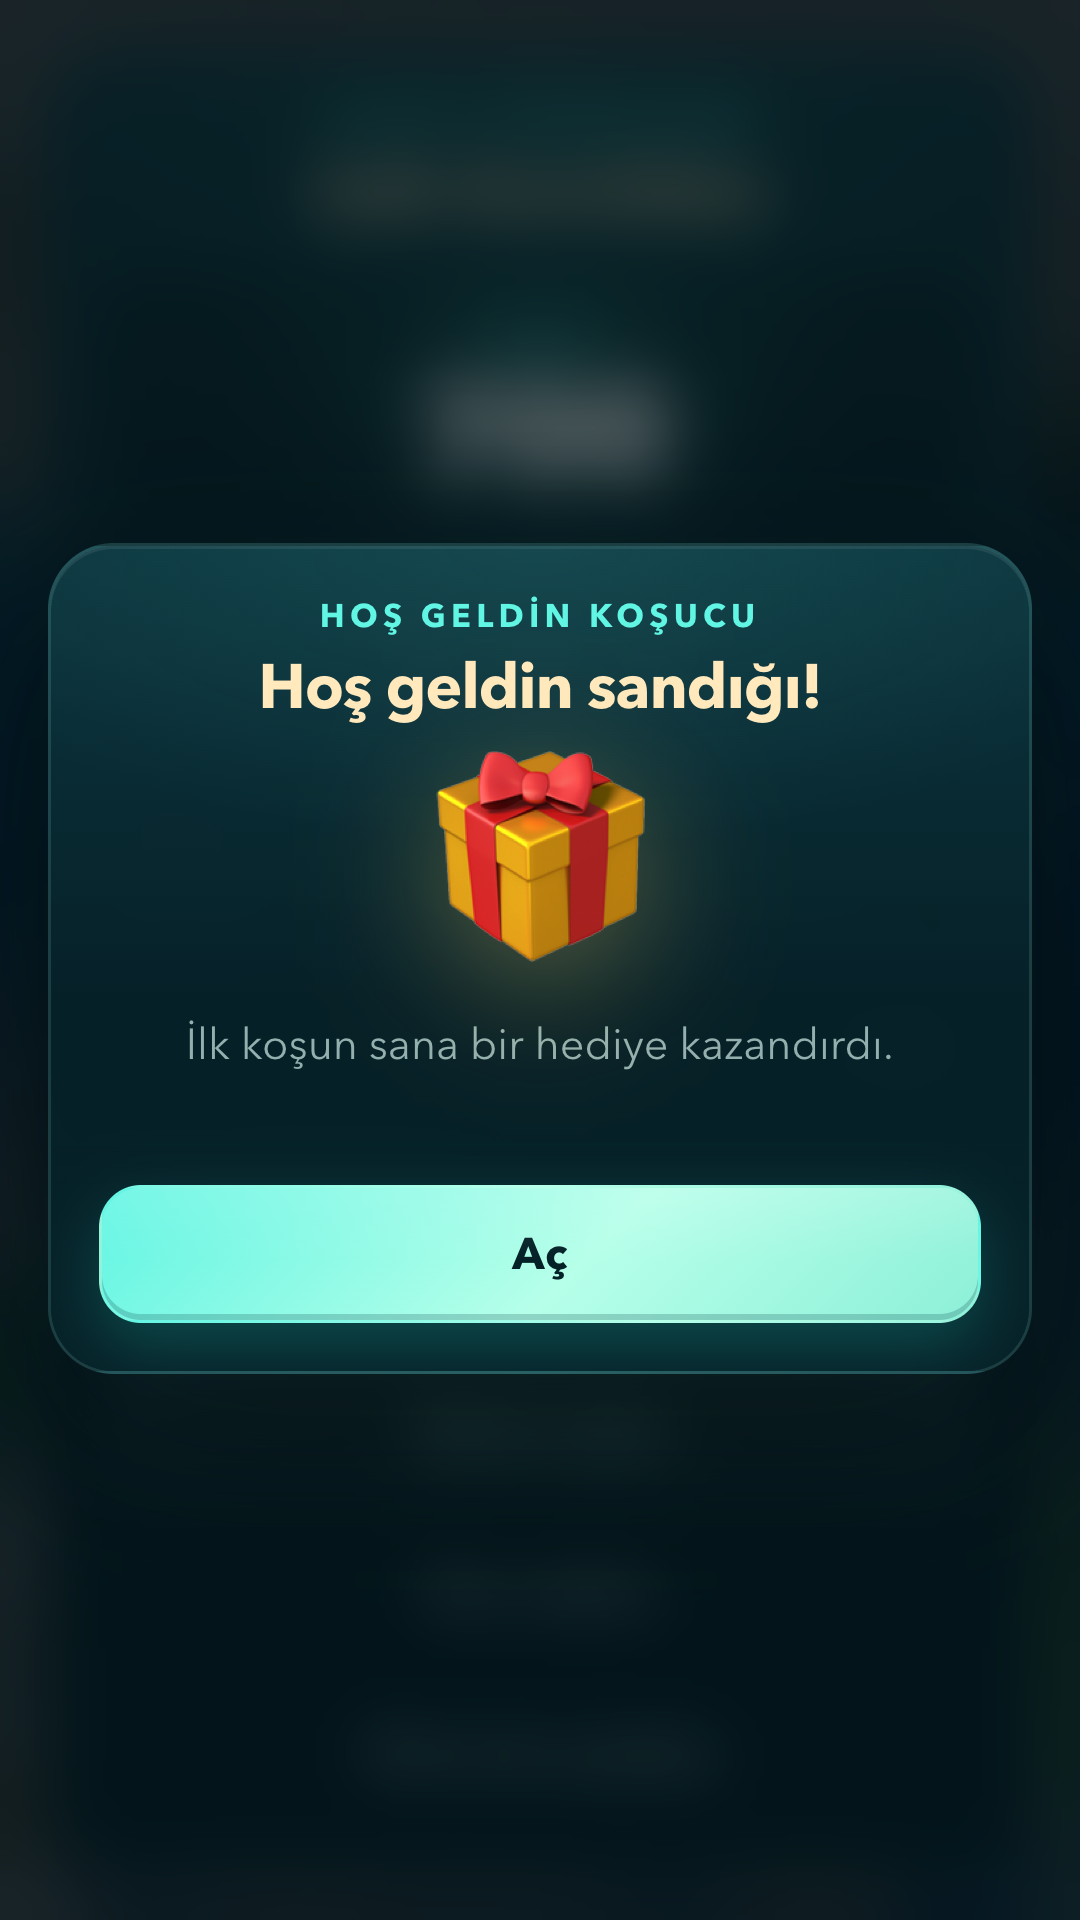 HOŞ GELDİN KOŞUCU
Hoş geldin sandığı!
İlk koşun sana bir hediye kazandırdı.
Aç